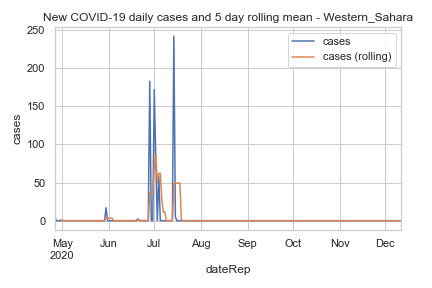 New COVID-19 daily cases and 5 day rolling mean - Western_Sahara
cases
cases (rolling)
250
200
150
100
50
0
cases
May
2020
Jun
Jul
Aug
Sep
Oct
Nov
Dec
dateRep